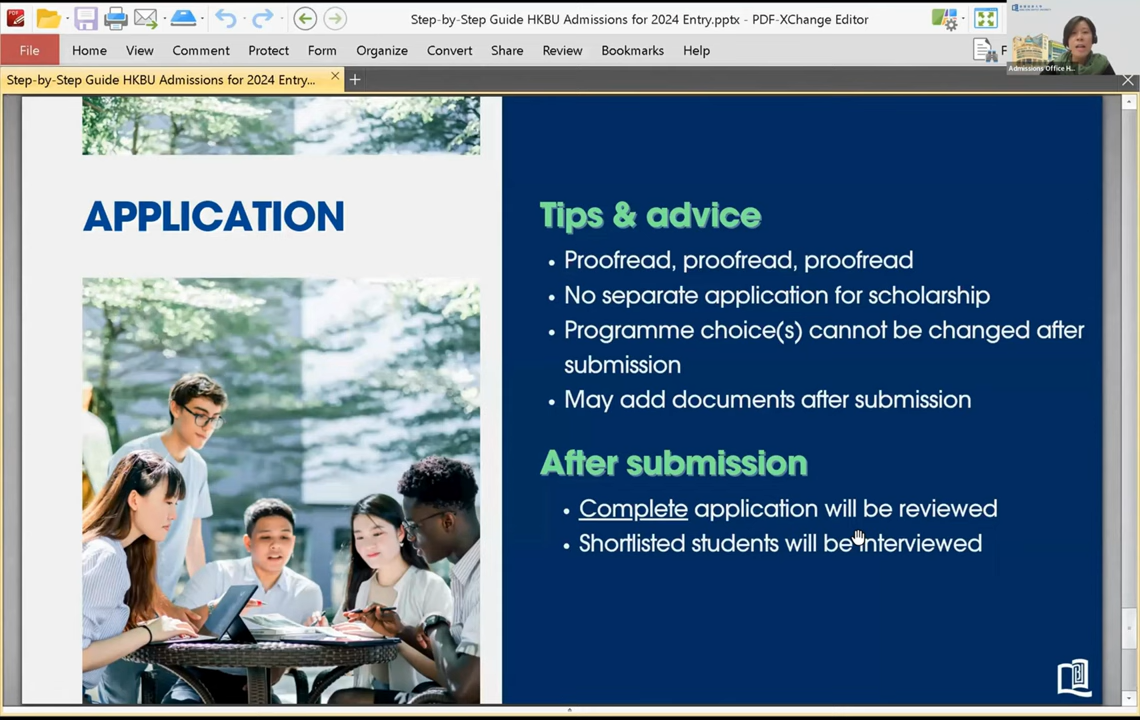 Step-by-Step Guide HKBU Admissions for 2024 Entry.pptx - PDF-XChange Editor
File Home View Comment Protect Form Organize Convert Share Review Bookmarks Help
Admissions Office H...
Step-by-Step Guide HKBU Admissions for 2024 Entry...
APPLICATION
Tips & advice
• Proofread, proofread, proofread
• No separate application for scholarship
• Programme choice(s) cannot be changed after
submission
• May add documents after submission
After submission
• Complete application will be reviewed
• Shortlisted students will be interviewed